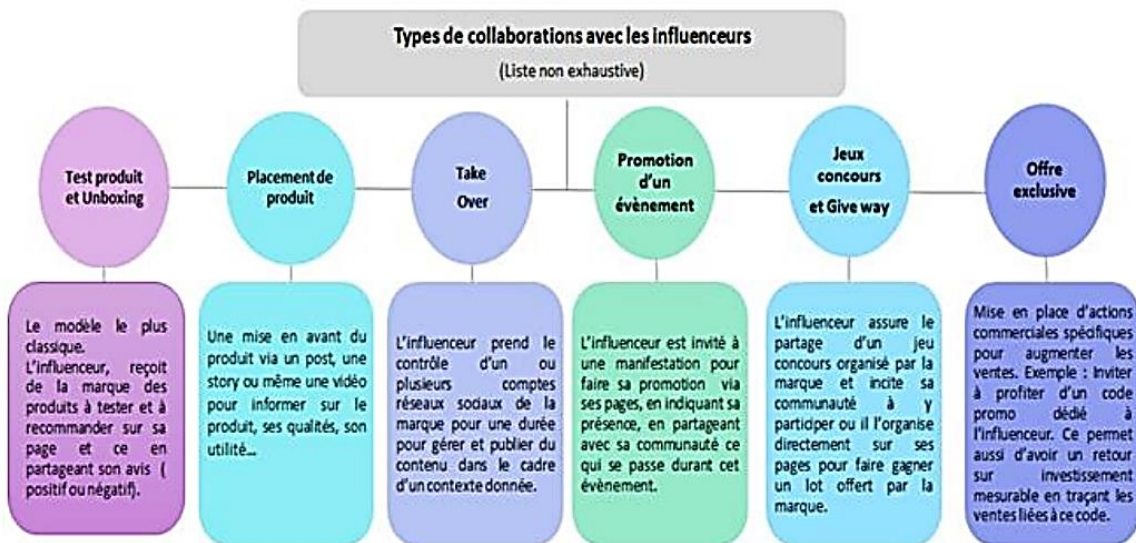 Types de collaborations avec les influenceurs
(Liste non exhaustive)
Test produit
et Unboxing
Placement de
produit
Take
Over
Promotion
d'un
évènement
Jeux
concours
et Give way
Offre
exclusive
Le modèle le plus
classique.
L'influenceur, reçoit
de la marque des
produits à tester et à
recommander sur sa
page et ce en
partageant son avis (
positif ou négatif).
Une mise en avant du
produit via un post, une
story ou même une vidéo
pour informer sur le
produit, ses qualités, son
utilité...
L'influenceur prend le
contrôle d'un ou
plusieurs comptes
réseaux sociaux de la
marque pour une durée
pour gérer et publier du
contenu dans le cadre
d'un contexte donnée.
L'influenceur est invité à
une manifestation pour
faire sa promotion via
ses pages, en indiquant sa
présence, en partageant
avec sa communauté ce
qui se passe durant cet
évènement.
L'influenceur assure le
partage d'un jeu
concours organisé par la
marque et incite sa
communauté à y
participer ou il l'organise
directement sur ses
pages pour faire gagner
un lot offert par la
marque.
Mise en place d'actions
commerciales spécifiques
pour augmenter les
ventes. Exemple : Inviter
à profiter d'un code
promo dédié à
l'influenceur. Ce permet
aussi d'avoir un retour
sur investissement
mesurable en traçant les
ventes liées à ce code.